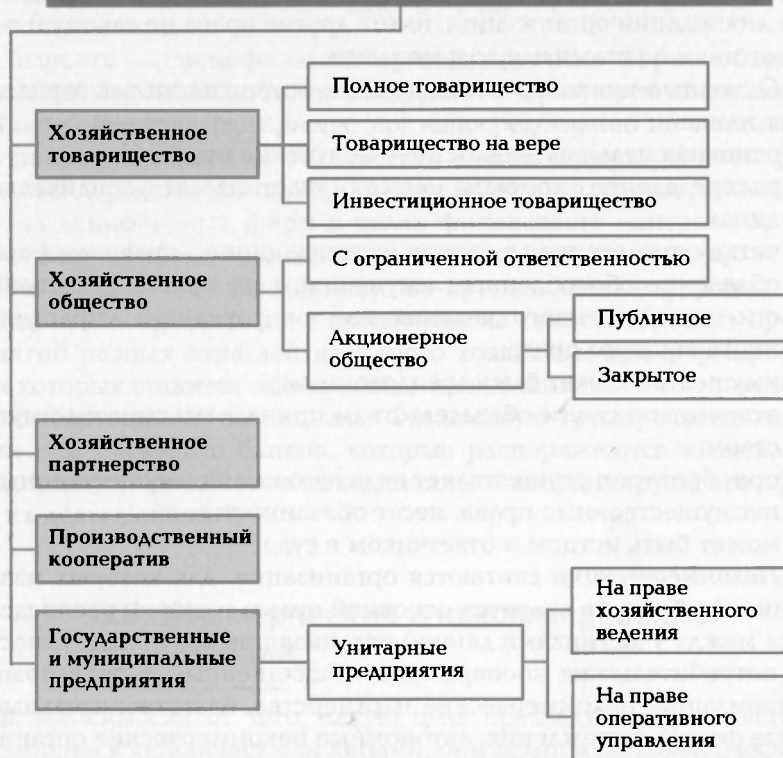 Полное товарищество
Хозяйственное
товарищество
Товарищество на вере
Инвестиционное товарищество
Хозяйственное
общество
С ограниченной ответственностью
Акционерное
общество
Публичное
Закрытое
Хозяйственное
партнерство
Производственный
кооператив
Государственные
и муниципальные
предприятия
Унитарные
предприятия
На праве
хозяйственного
ведения
На праве
оперативного
управления